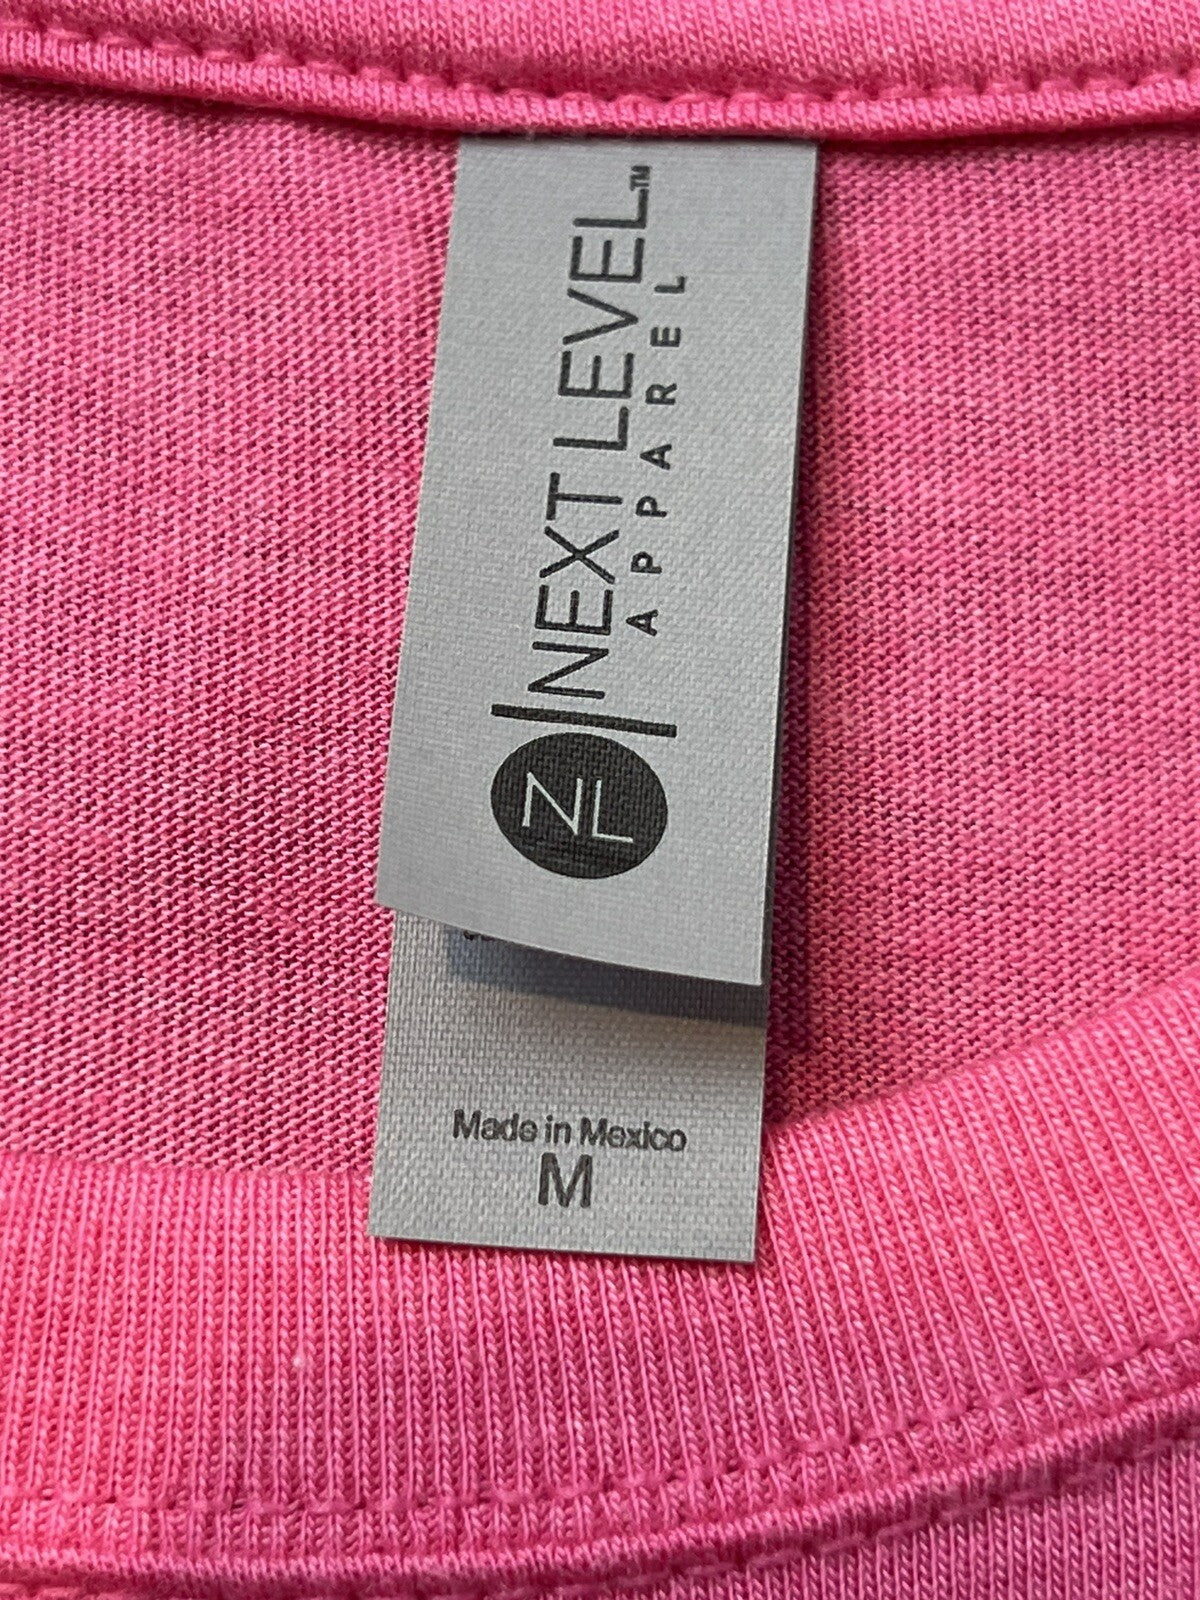 NL
NEXT LEVEL™
APPAREL
Made in Mexico
M